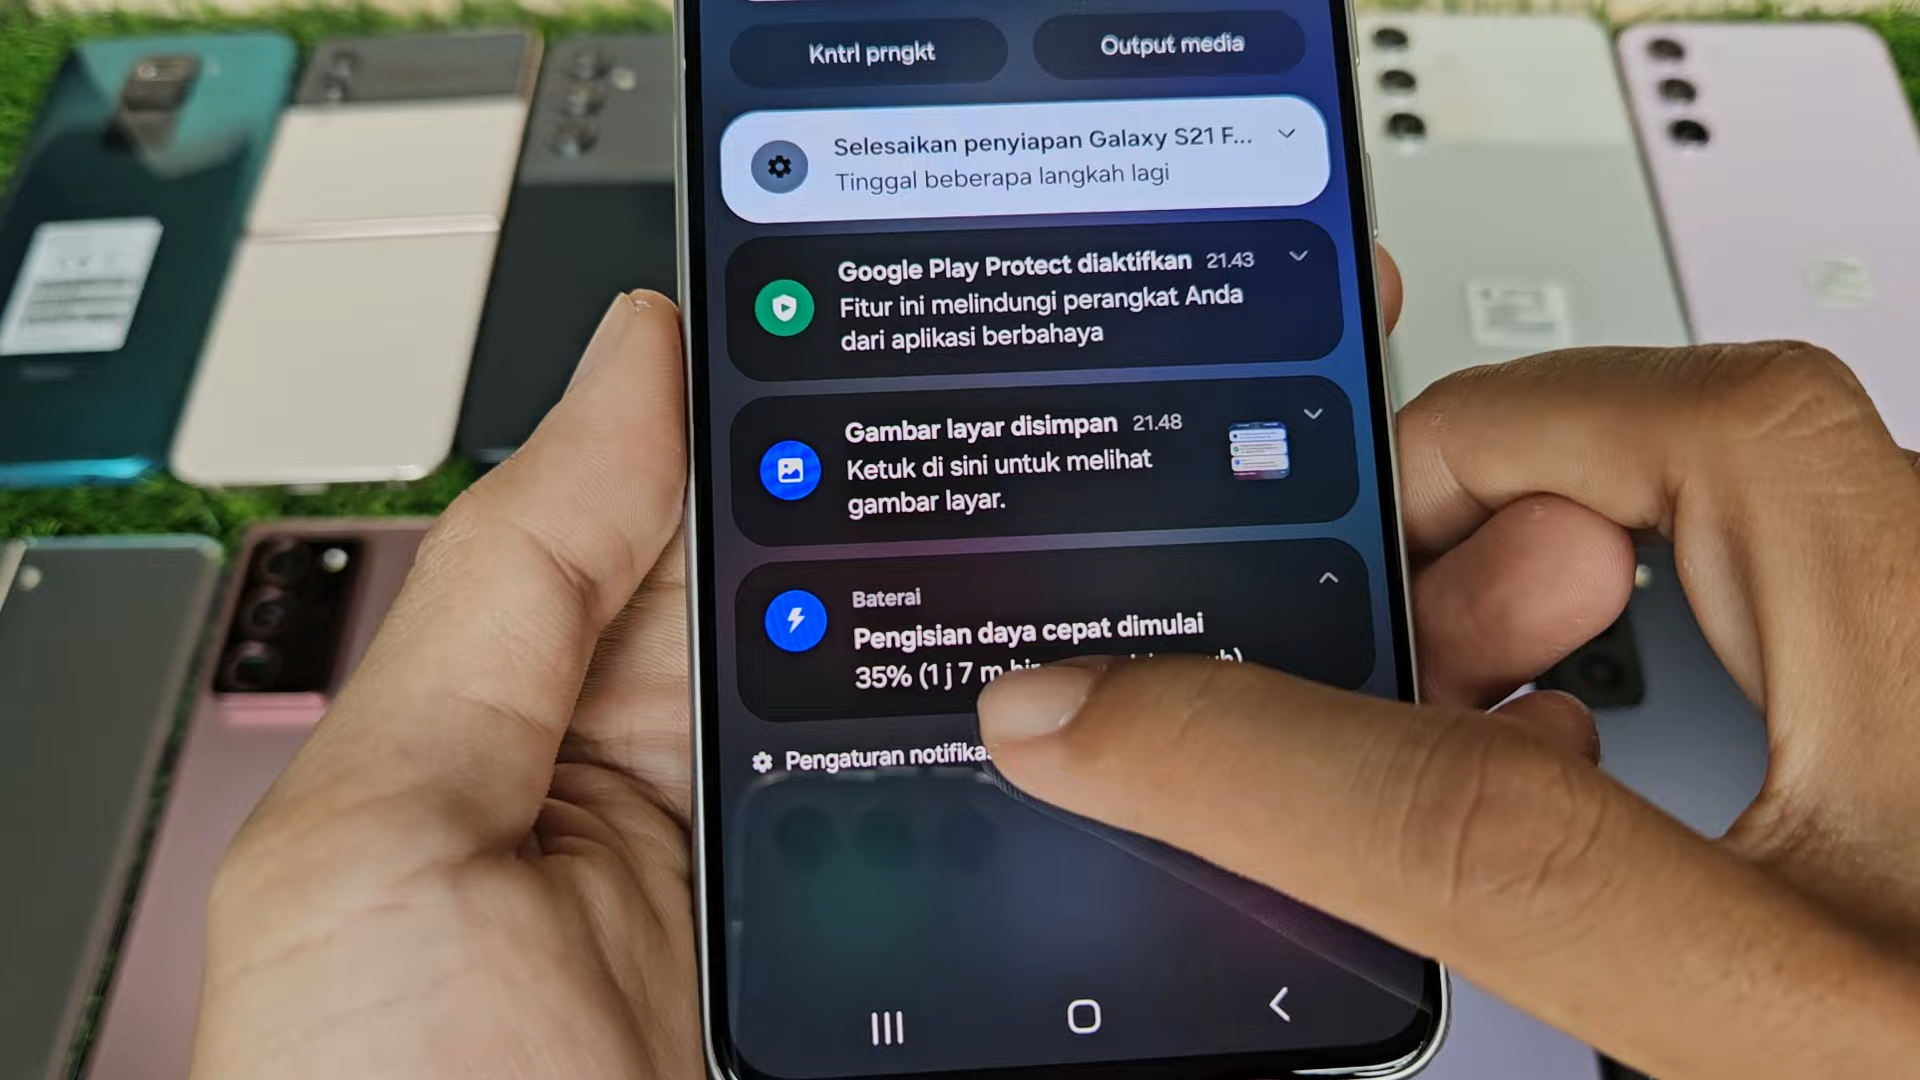 Kntrl prngkt
Output media
Selesaikan penyiapan Galaxy S21 F...
Tinggal beberapa langkah lagi
Google Play Protect diaktifkan 21.43
Fitur ini melindungi perangkat Anda
dari aplikasi berbahaya
Gambar layar disimpan 21.48
Ketuk di sini untuk melihat
gambar layar.
Baterai
Pengisian daya cepat dimulai
35% (1 j 7 m
Pengaturan